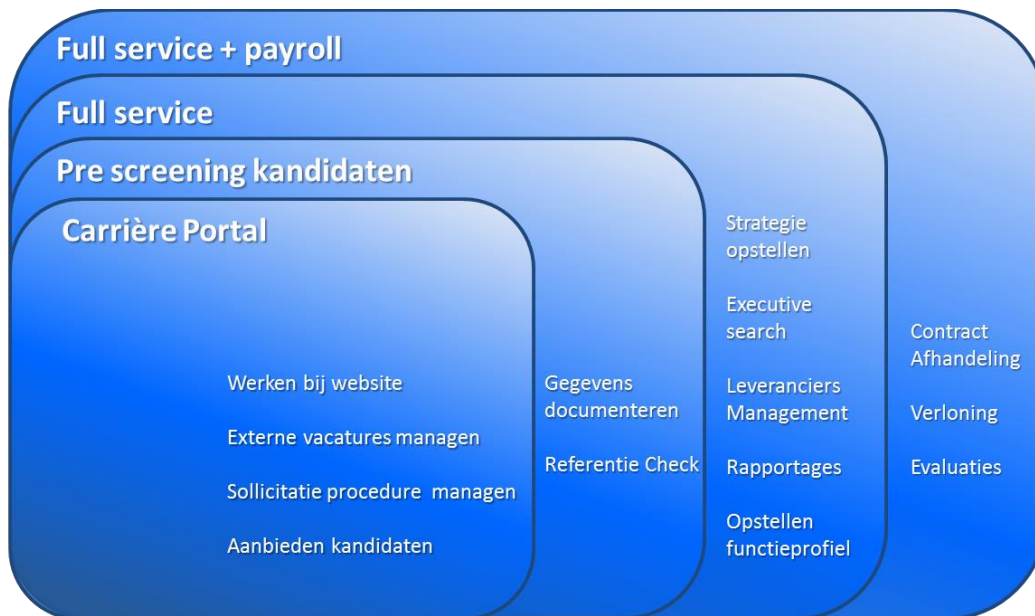 Full service + payroll
Full service
Pre screening kandidaten
Carrière Portal
Werken bij website
Externe vacatures managen
Sollicitatie procedure managen
Aanbieden kandidaten
Gegevens
documenteren
Referentie Check
Strategie
opstellen
Executive
search
Leveranciers
Management
Rapportages
Opstellen
functieprofiel
Contract
Afhandeling
Verloning
Evaluaties